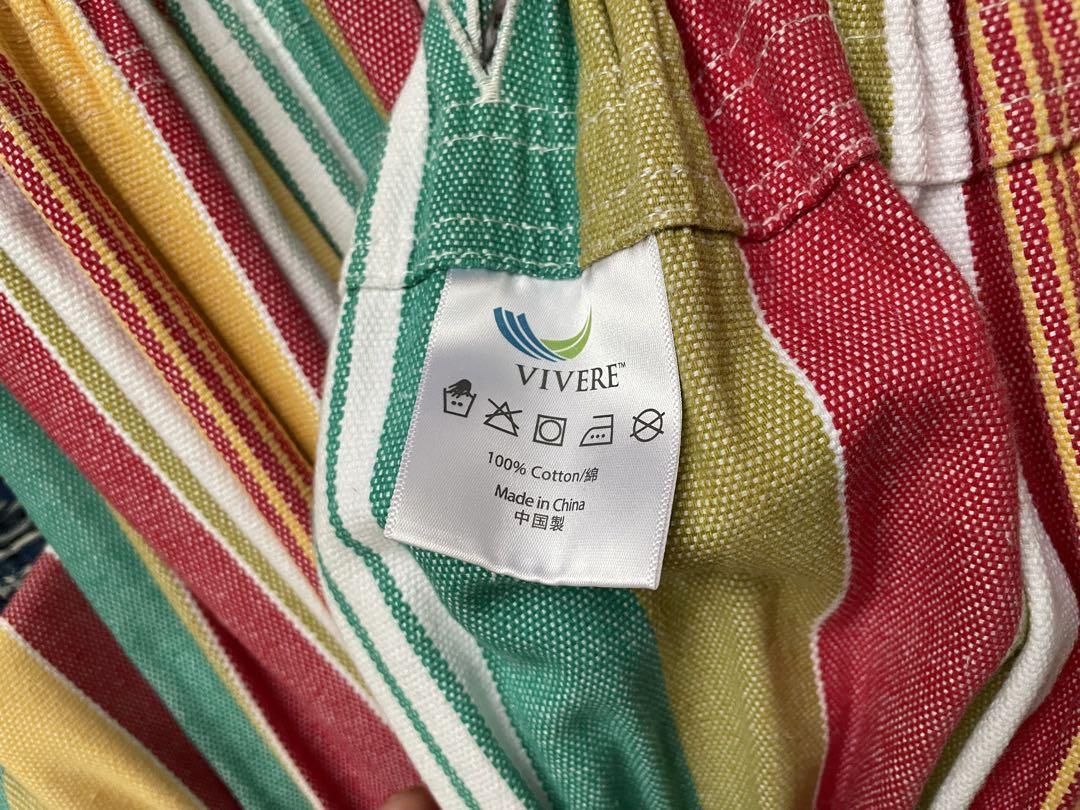 VIVERE™
100% Cotton/綿
Made in China
中国製